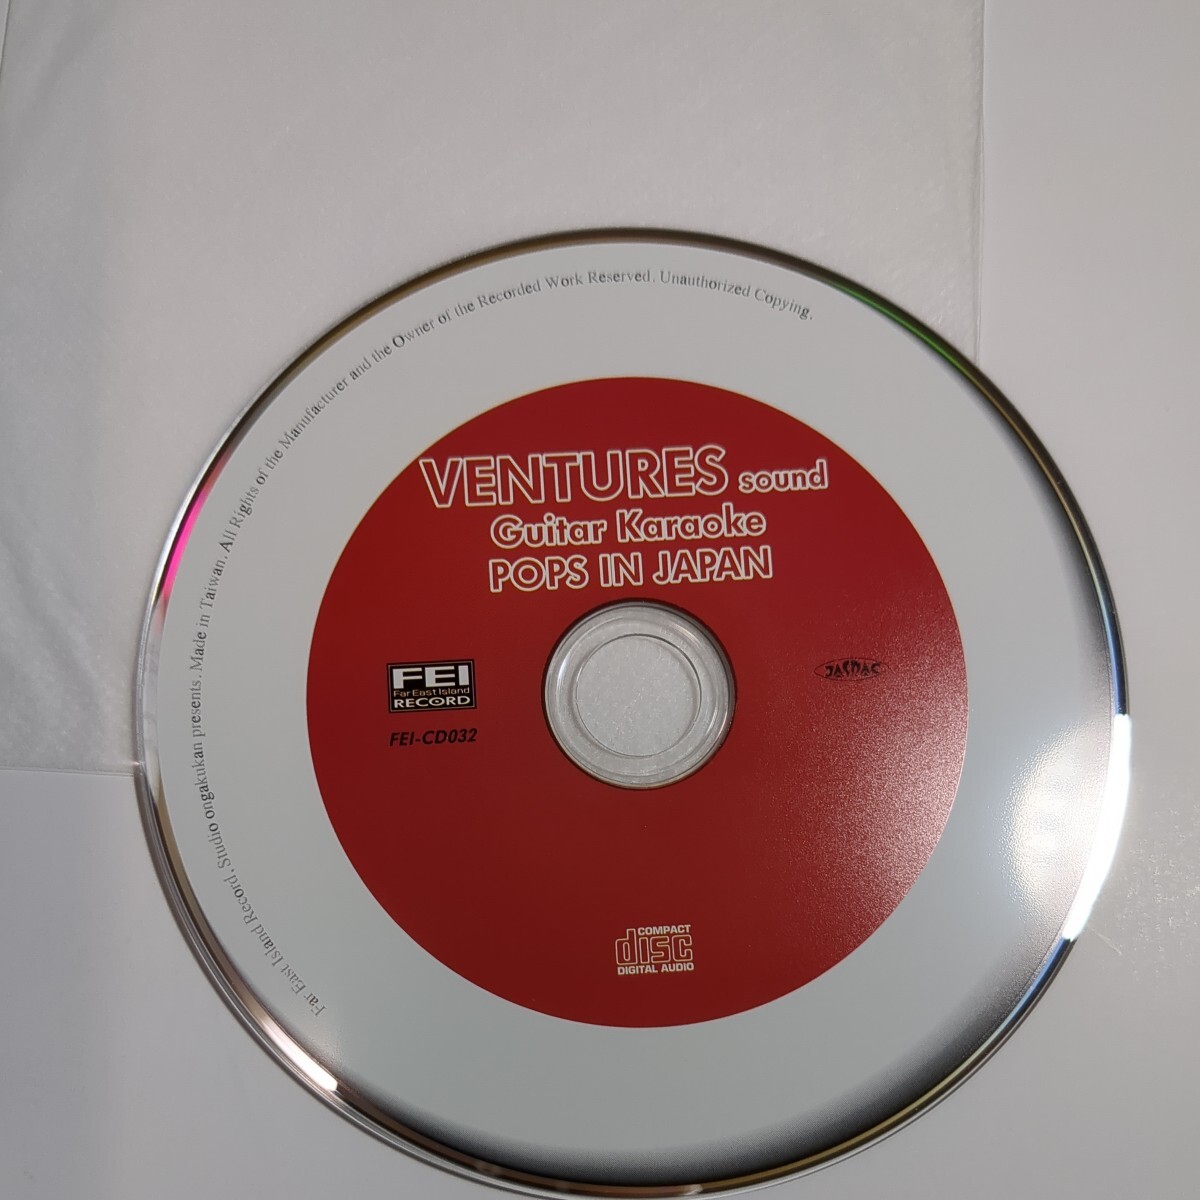 Far East Island Record. Studio ongakukan presents. Made in Taiwan. All Rights of the Manufacturer and the Owner of the Recorded Work Reserved. Unauthorized Copying.
VENTURES sound
Guitar Karaoke
POPS IN JAPAN
FEI
Far East Island
RECORD
FEI-CD032
JASRAC
COMPACT
disc
DIGITAL AUDIO